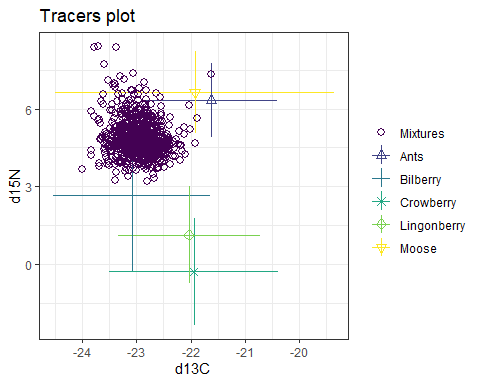 Tracers plot
d15N
6
3
0
-24
-23
-22
-21
-20
d13C
Mixtures
Ants
Bilberry
Crowberry
Lingonberry
Moose